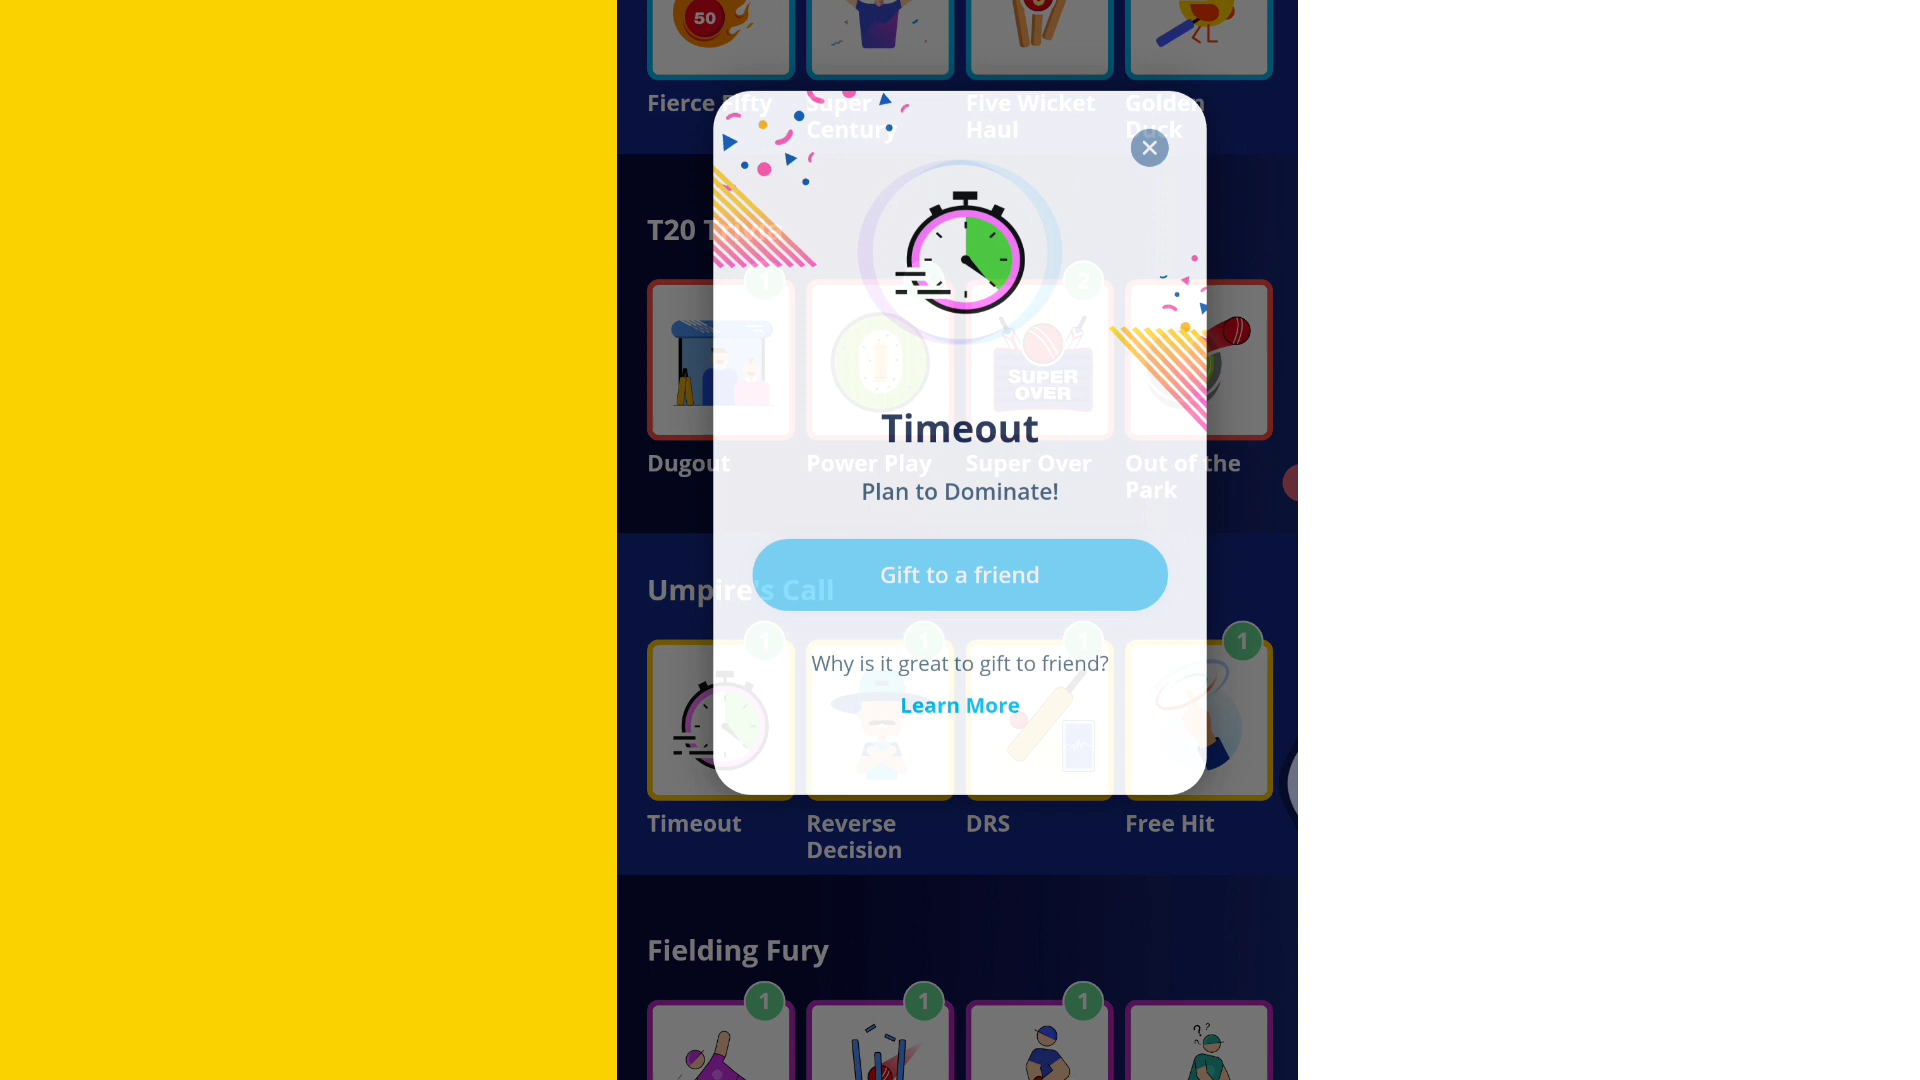 50
Fierce Fifty
Super
Century
Five Wicket
Haul
Golden
Duck
T20 T
1
2
SUPER
OVER
Dugout
Power Play
Super Over
Out of the
Park
Timeout
Plan to Dominate!
Gift to a friend
Umpire's Call
1
1
1
1
Why is it great to gift to friend?
Learn More
Timeout
Reverse
Decision
DRS
Free Hit
Fielding Fury
1
1
1
? ?
?